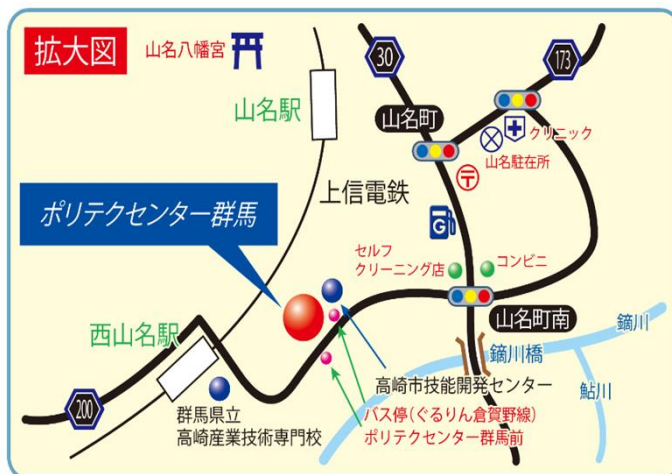 拡大図
山名八幡宮
山名駅
30
173
山名町
クリニック
山名駐在所
〒
上信電鉄
G
ポリテクセンター群馬
セルフ
クリーニング店
コンビニ
山名町南
西山名駅
鏑川
鏑川橋
鮎川
高崎市技能開発センター
200
群馬県立
高崎産業技術専門校
バス停(ぐるりん倉賀野線)
ポリテクセンター群馬前